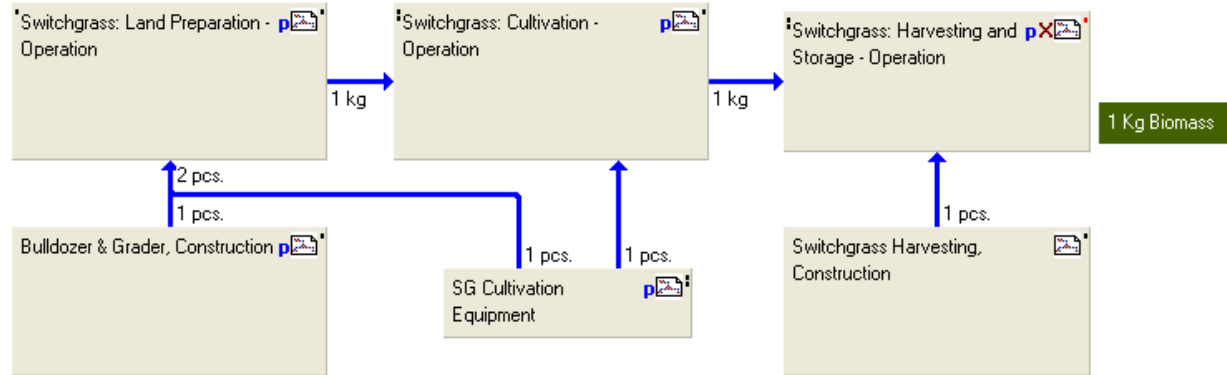 Switchgrass: Land Preparation - p
Operation
Switchgrass: Cultivation - p
Operation
Switchgrass: Harvesting and pX
Storage - Operation
1 kg
1 kg
1 Kg Biomass
2 pcs.
1 pcs.
1 pcs.
1 pcs.
1 pcs.
Bulldozer & Grader, Construction p
SG Cultivation p
Equipment
Switchgrass Harvesting,
Construction